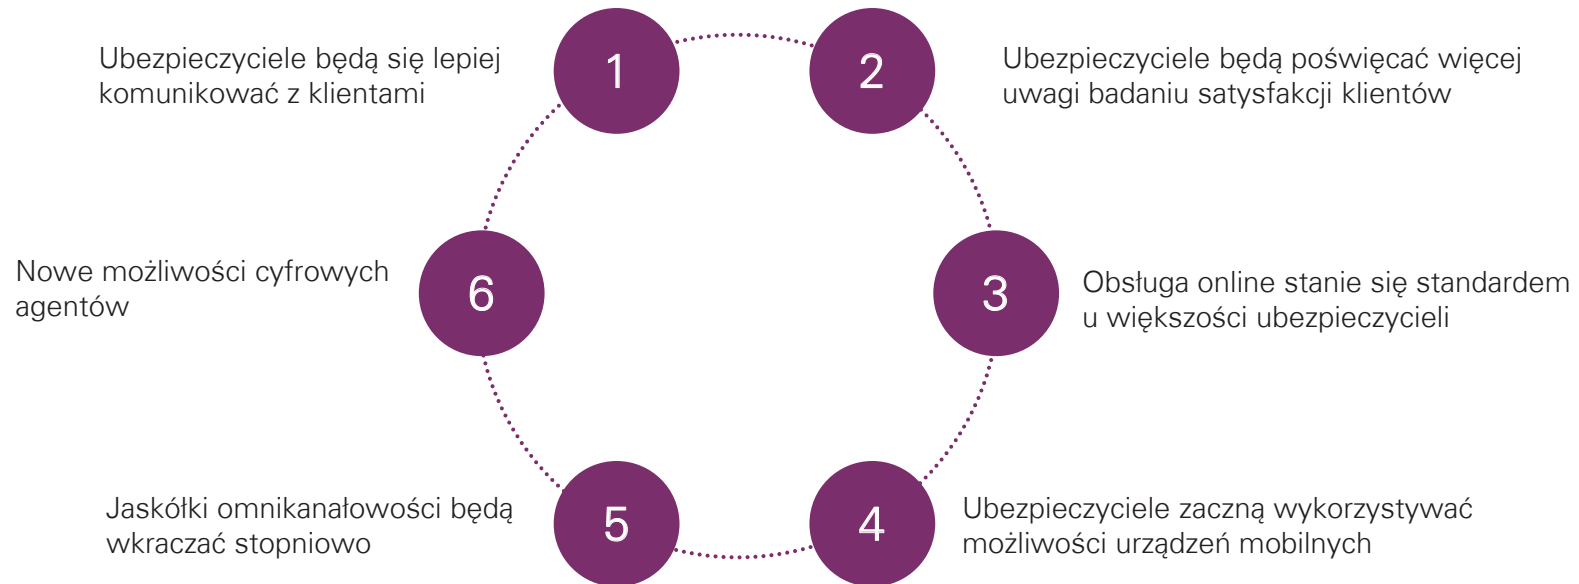 1
Ubezpieczyciele będą się lepiej
komunikować z klientami
2
Ubezpieczyciele będą poświęcać więcej
uwagi badaniu satysfakcji klientów
3
Obsługa online stanie się standardem
u większości ubezpieczycieli
4
Ubezpieczyciele zaczną wykorzystywać
możliwości urządzeń mobilnych
5
Jaskółki omnikanałowości będą
wkraczać stopniowo
6
Nowe możliwości cyfrowych
agentów